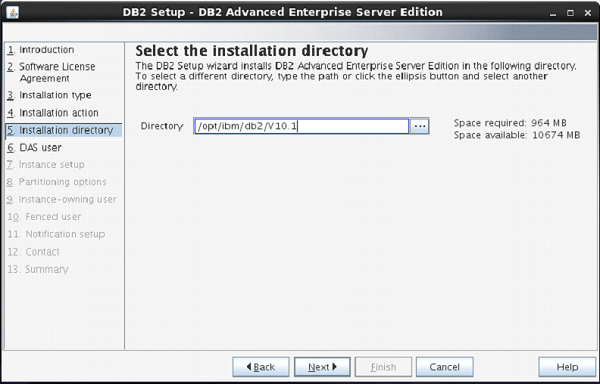 DB2 Setup - DB2 Advanced Enterprise Server Edition
1. Introduction
2. Software License
Agreement
3. Installation type
4. Installation action
5. Installation directory
6. DAS user
7. Instance setup
8. Partitioning options
9. Instance-owning user
10. Fenced user
11. Notification setup
12. Contact
13. Summary
Select the installation directory
The DB2 Setup wizard installs DB2 Advanced Enterprise Server Edition in the following directory.
To select a different directory, type the path or click the ellipsis button and select another
directory.
Directory /opt/ibm/db2/V10.1 ...
Space required: 964 MB
Space available: 10674 MB
Back Next Finish Cancel Help